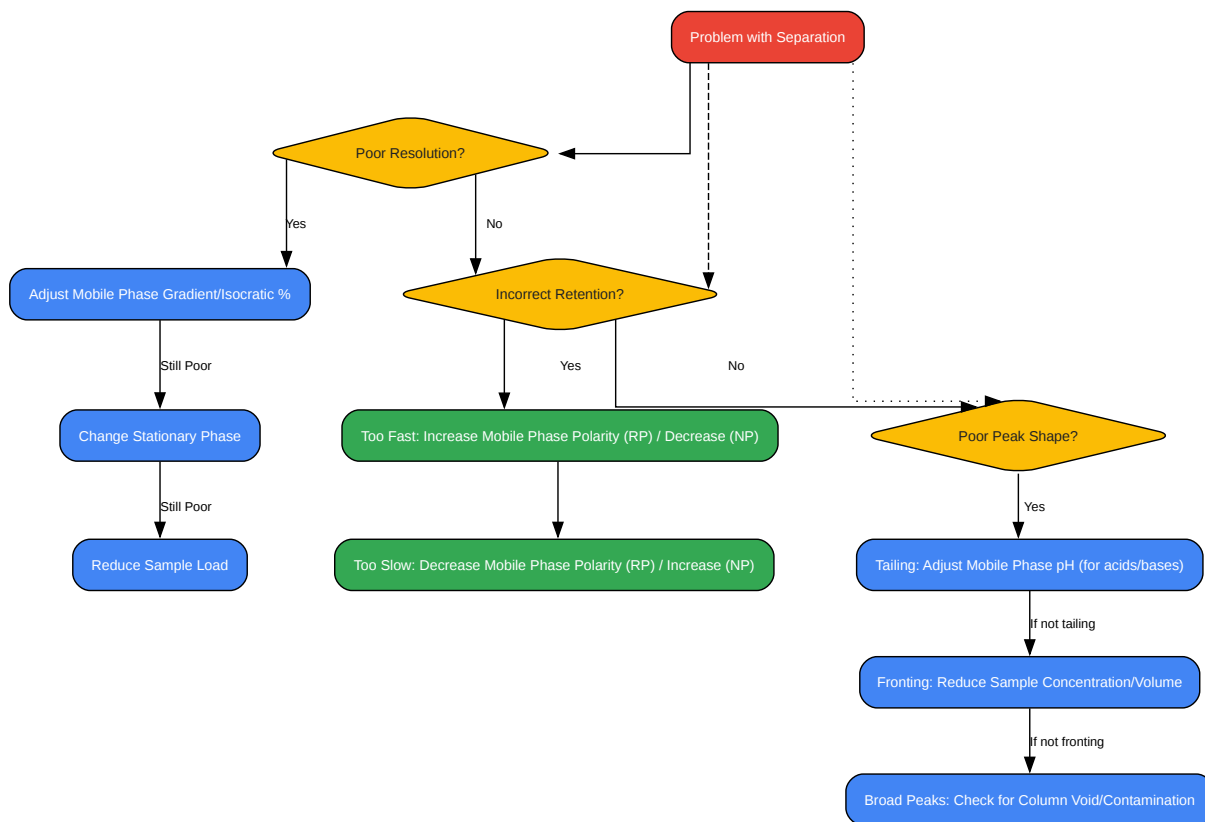 Problem with Separation
Poor Resolution?
Yes
No
Adjust Mobile Phase Gradient/Isocratic %
Incorrect Retention?
Still Poor
Yes
No
Change Stationary Phase
Too Fast: Increase Mobile Phase Polarity (RP) / Decrease (NP)
Poor Peak Shape?
Still Poor
Yes
Reduce Sample Load
Too Slow: Decrease Mobile Phase Polarity (RP) / Increase (NP)
Tailing: Adjust Mobile Phase pH (for acids/bases)
If not tailing
Fronting: Reduce Sample Concentration/Volume
If not fronting
Broad Peaks: Check for Column Void/Contamination